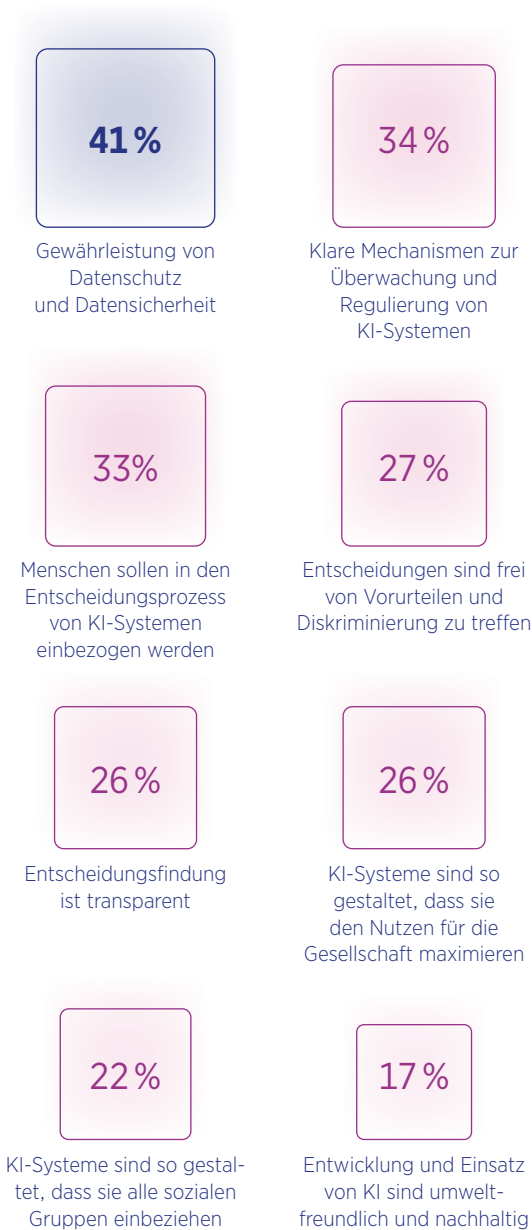 41 %
Gewährleistung von
Datenschutz
und Datensicherheit
34 %
Klare Mechanismen zur
Überwachung und
Regulierung von
KI-Systemen
33%
Menschen sollen in den
Entscheidungsprozess
von KI-Systemen
einbezogen werden
27 %
Entscheidungen sind frei
von Vorurteilen und
Diskriminierung zu treffen
26 %
Entscheidungsfindung
ist transparent
26 %
KI-Systeme sind so
gestaltet, dass sie
den Nutzen für die
Gesellschaft maximieren
22 %
KI-Systeme sind so gestal-
tet, dass sie alle sozialen
Gruppen einbeziehen
17 %
Entwicklung und Einsatz
von KI sind umwelt-
freundlich und nachhaltig